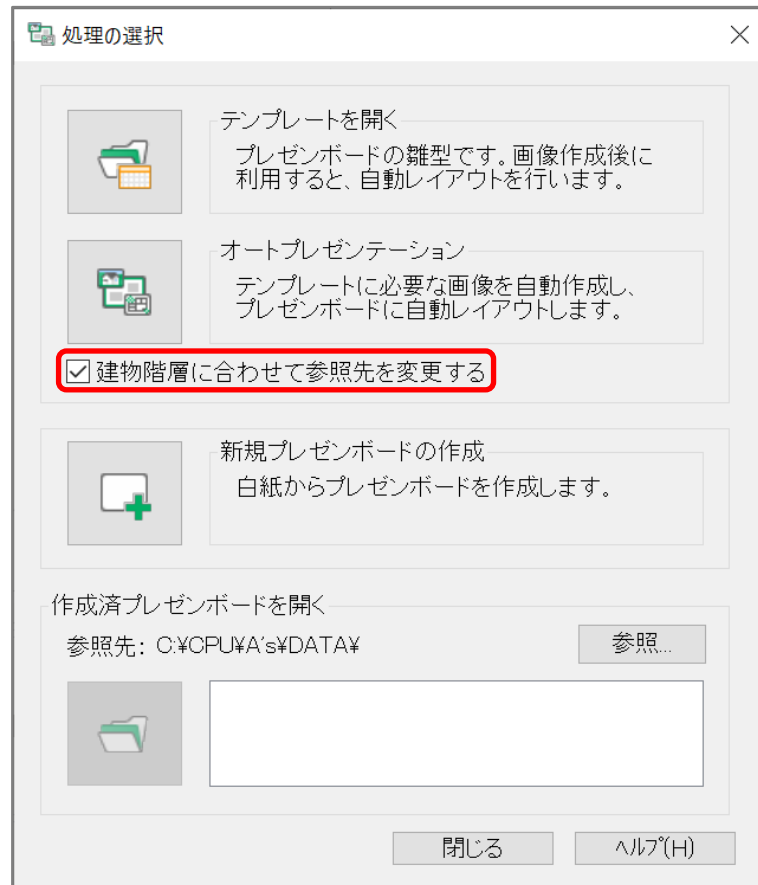 処理の選択
テンプレートを開く
プレゼンボードの雛型です。画像作成後に
利用すると、自動レイアウトを行います。
オートプレゼンテーション
テンプレートに必要な画像を自動作成し、
プレゼンボードに自動レイアウトします。
建物階層に合わせて参照先を変更する
新規プレゼンボードの作成
白紙からプレゼンボードを作成します。
作成済プレゼンボードを開く
参照先: C:¥CPU¥A's¥DATA¥
参照...
閉じる
ヘルプ(H)